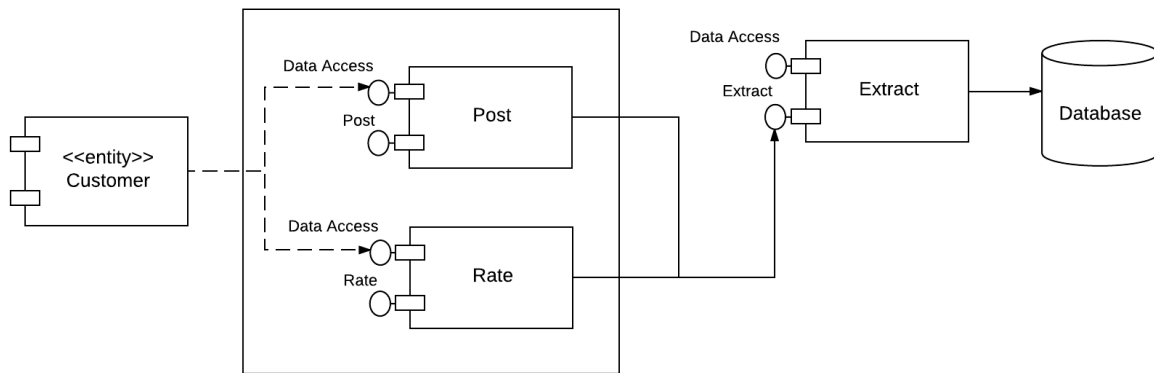 <<entity>>
Customer
Data Access
Post
Post
Data Access
Rate
Rate
Data Access
Extract
Extract
Database